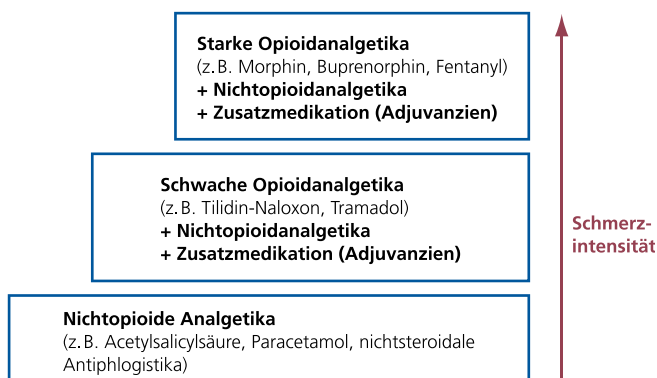 Starke Opioidanalgetika
(z. B. Morphin, Buprenorphin, Fentanyl)
+ Nichtopioidanalgetika
+ Zusatzmedikation (Adjuvanzien)
Schwache Opioidanalgetika
(z. B. Tilidin-Naloxon, Tramadol)
+ Nichtopioidanalgetika
+ Zusatzmedikation (Adjuvanzien)
Schmerz-
intensität
Nichtopioide Analgetika
(z. B. Acetylsalicylsäure, Paracetamol, nichtsteroidale
Antiphlogistika)